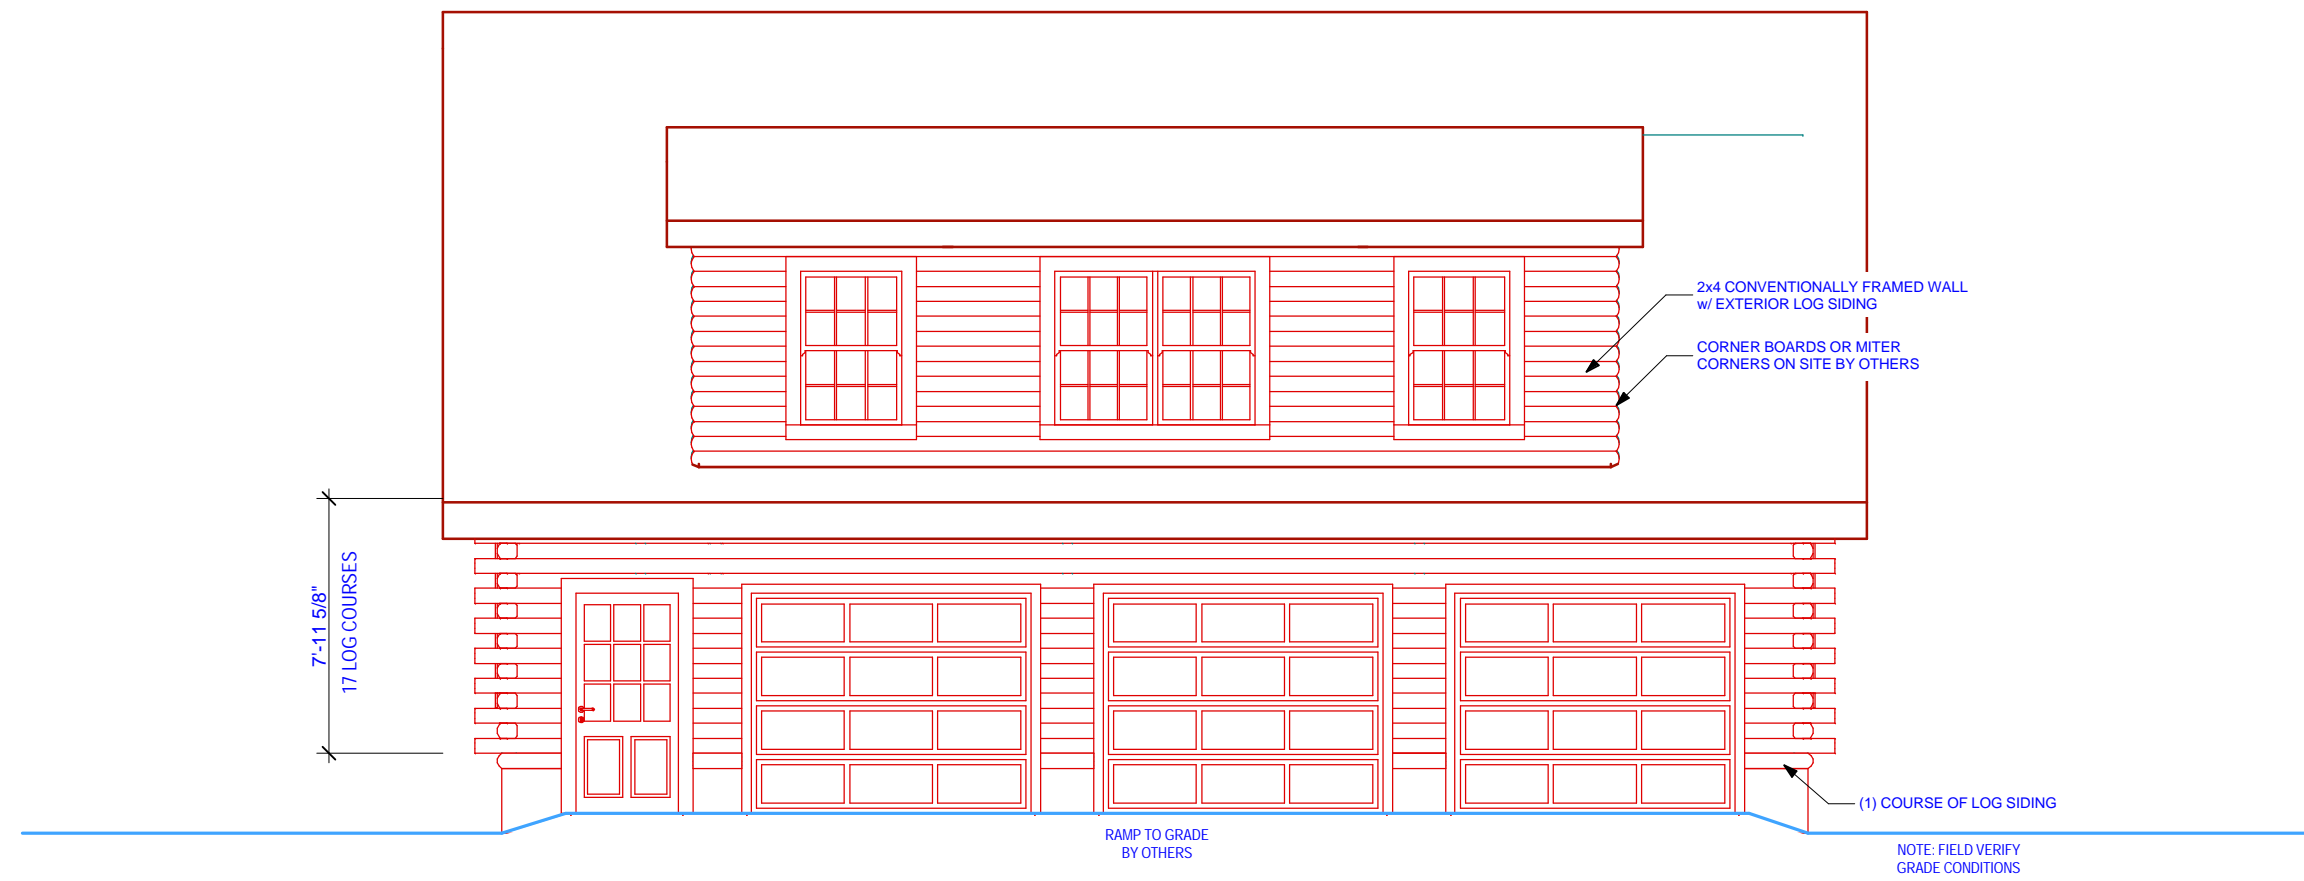 2x4 CONVENTIONALLY FRAMED WALL
w/ EXTERIOR LOG SIDING
CORNER BOARDS OR MITER
CORNERS ON SITE BY OTHERS
7'-11 5/8"
17 LOG COURSES
(1) COURSE OF LOG SIDING
RAMP TO GRADE
BY OTHERS
NOTE: FIELD VERIFY
GRADE CONDITIONS